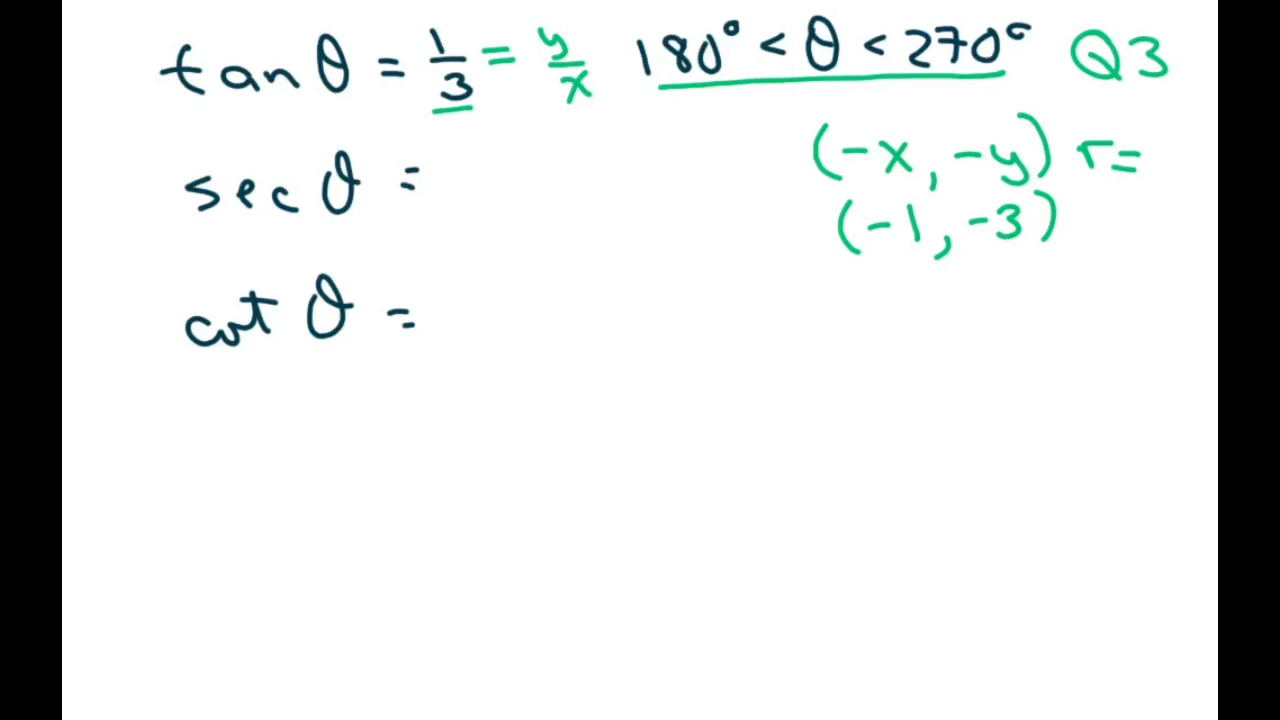 tan θ = 1/3 = y/x 180° < θ < 270° Q3
(-x, -y) r=
sec θ =
(-1, -3)
cot θ =